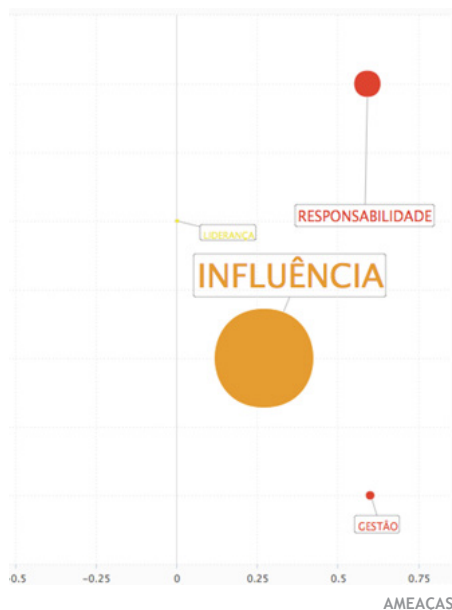 RESPONSABILIDADE
LIDERANÇA
INFLUÊNCIA
GESTÃO
-0.5 -0.25 0 0.25 0.5 0.75
AMEAÇAS